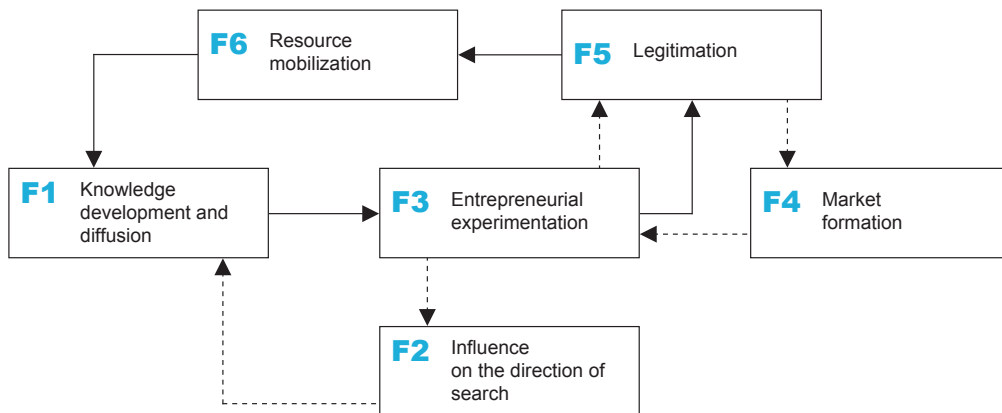 F6 Resource
mobilization
F5 Legitimation
F1 Knowledge
development and
diffusion
F3 Entrepreneurial
experimentation
F4 Market
formation
F2 Influence
on the direction of
search